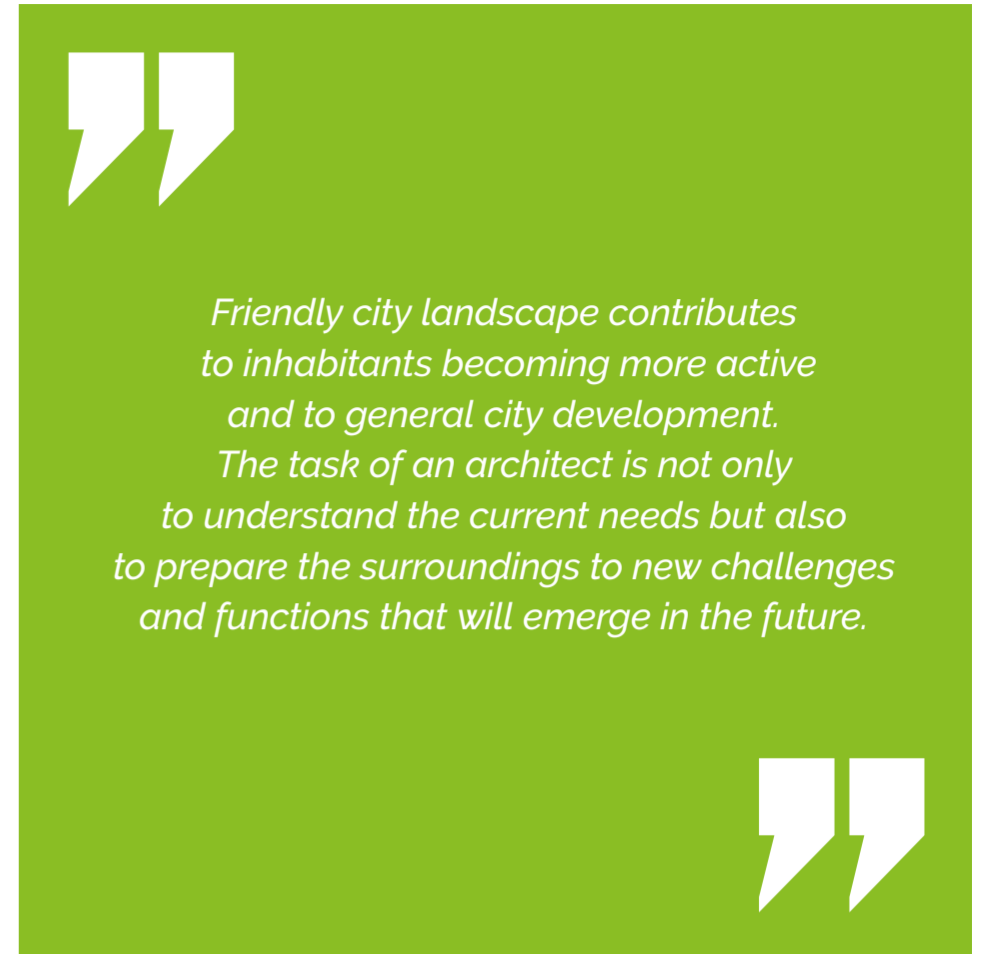 ”
Friendly city landscape contributes
to inhabitants becoming more active
and to general city development.
The task of an architect is not only
to understand the current needs but also
to prepare the surroundings to new challenges
and functions that will emerge in the future.
”